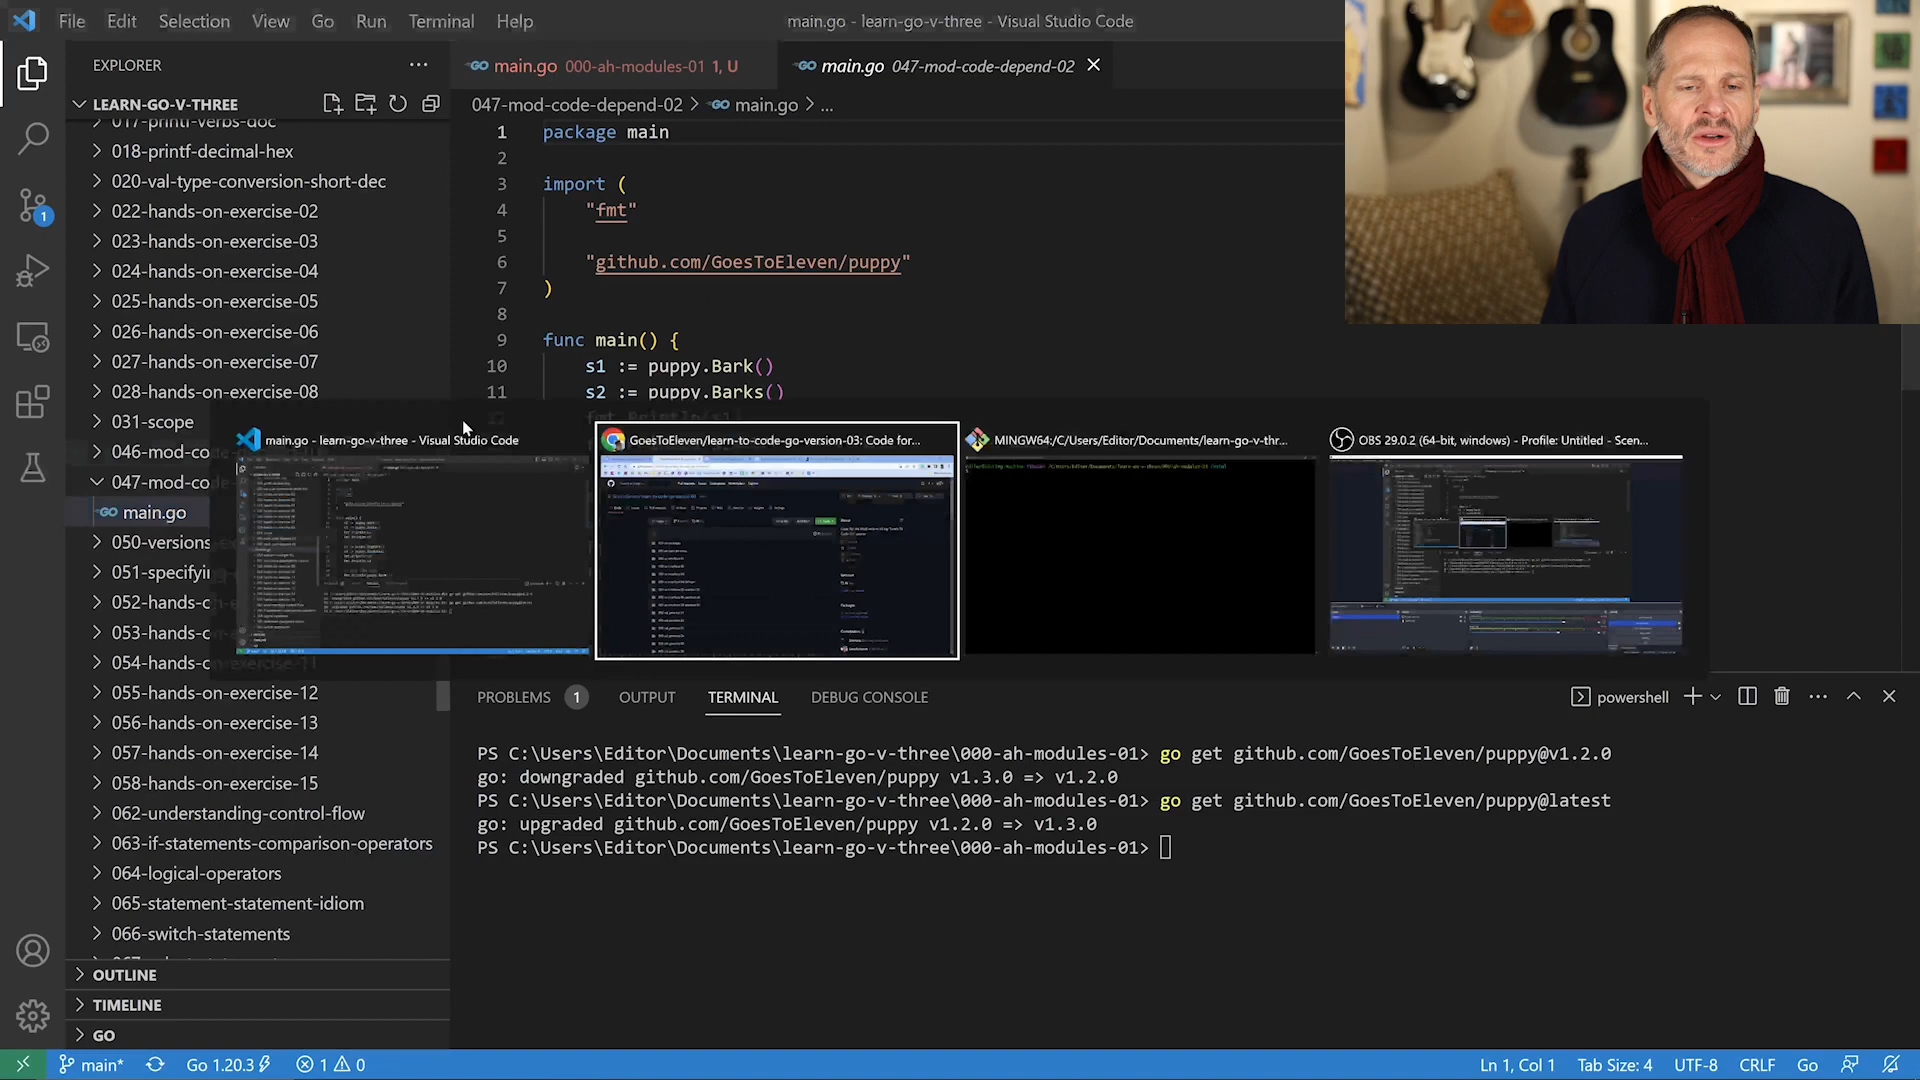 File Edit Selection View Go Run Terminal Help
main.go - learn-go-v-three - Visual Studio Code
EXPLORER
LEARN-GO-V-THREE
017-printf-verbs-doc
018-printf-decimal-hex
020-val-type-conversion-short-dec
022-hands-on-exercise-02
023-hands-on-exercise-03
024-hands-on-exercise-04
025-hands-on-exercise-05
026-hands-on-exercise-06
027-hands-on-exercise-07
028-hands-on-exercise-08
031-scope
046-mod-co
047-mod-code
main.go
050-versions
051-specifyin
052-hands-o
053-hands-o
054-hands-o
055-hands-on-exercise-12
056-hands-on-exercise-13
057-hands-on-exercise-14
058-hands-on-exercise-15
062-understanding-control-flow
063-if-statements-comparison-operators
064-logical-operators
065-statement-statement-idiom
066-switch-statements
OUTLINE
TIMELINE
GO
main.go 000-ah-modules-01 1, U
main.go 047-mod-code-depend-02
047-mod-code-depend-02 > main.go > ...
1 package main
2
3 import (
4 "fmt"
5
6 "github.com/GoesToEleven/puppy"
7 )
8
9 func main() {
10 s1 := puppy.Bark()
11 s2 := puppy.Barks()
12 fmt.Println(s1)
main.go - learn-go-v-three - Visual Studio Code
GoesToEleven/learn-to-code-go-version-03: Code for...
MINGW64:/C/Users/Editor/Documents/learn-go-v-thr...
OBS 29.0.2 (64-bit, windows) - Profile: Untitled - Scen...
PROBLEMS 1 OUTPUT TERMINAL DEBUG CONSOLE
powershell
PS C:\Users\Editor\Documents\learn-go-v-three\000-ah-modules-01> go get github.com/GoesToEleven/puppy@v1.2.0
go: downgraded github.com/GoesToEleven/puppy v1.3.0 => v1.2.0
PS C:\Users\Editor\Documents\learn-go-v-three\000-ah-modules-01> go get github.com/GoesToEleven/puppy@latest
go: upgraded github.com/GoesToEleven/puppy v1.2.0 => v1.3.0
PS C:\Users\Editor\Documents\learn-go-v-three\000-ah-modules-01>
main* Go 1.20.3 1 0
Ln 1, Col 1 Tab Size: 4 UTF-8 CRLF Go